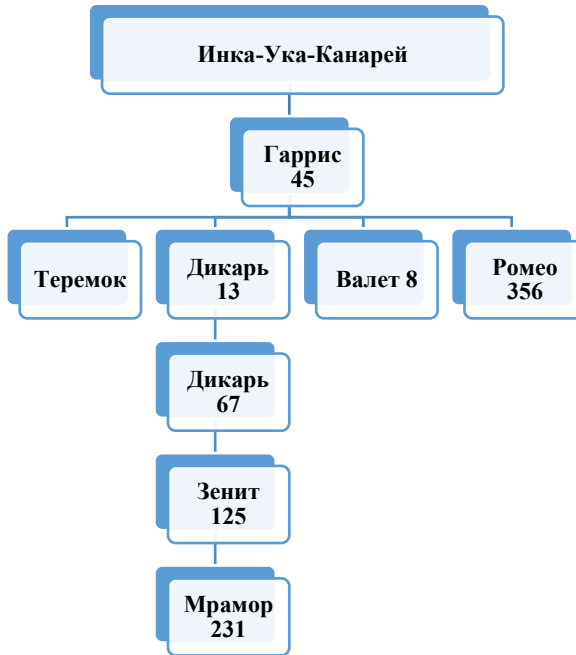 Инка-Ука-Канарей
Гаррис
45
Теремок
Дикарь
13
Валет 8
Ромео
356
Дикарь
67
Зенит
125
Мрамор
231